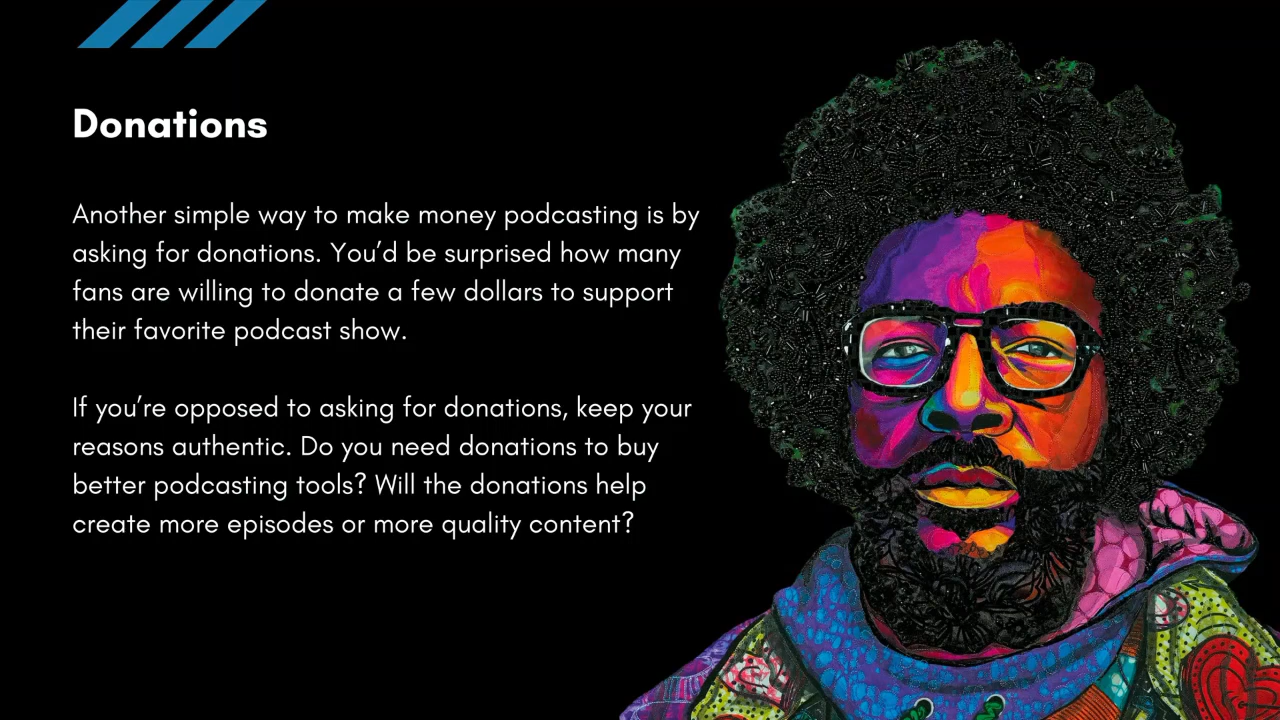 Donations
Another simple way to make money podcasting is by
asking for donations. You’d be surprised how many
fans are willing to donate a few dollars to support
their favorite podcast show.
If you’re opposed to asking for donations, keep your
reasons authentic. Do you need donations to buy
better podcasting tools? Will the donations help
create more episodes or more quality content?